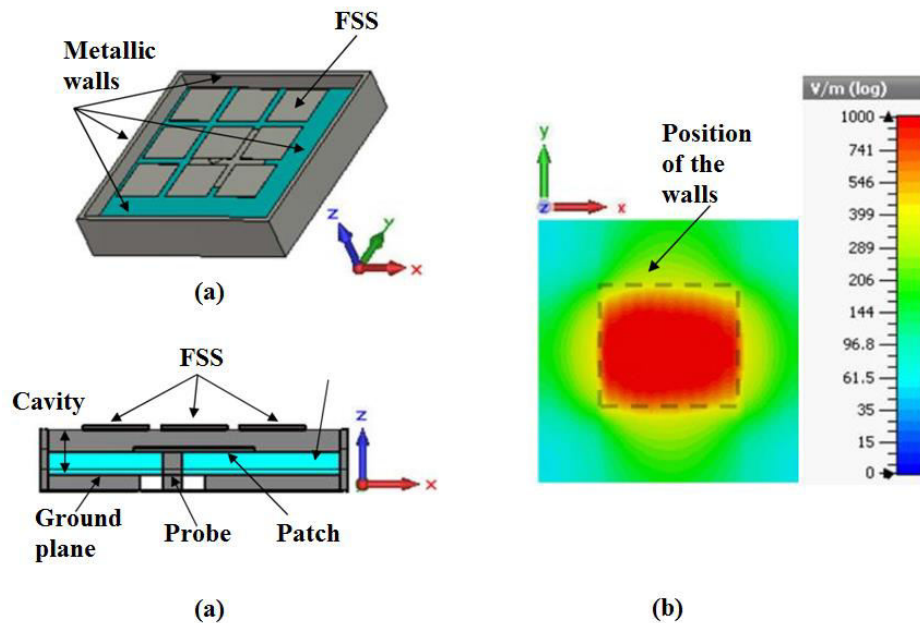 FSS
Metallic
walls
z
y
x
(a)
FSS
Cavity
z
x
Ground
plane
Probe
Patch
(a)
Position
of the
walls
y
z
x
V/m (log)
1000
741
546
399
289
206
144
96.8
61.5
35
15
0
(b)